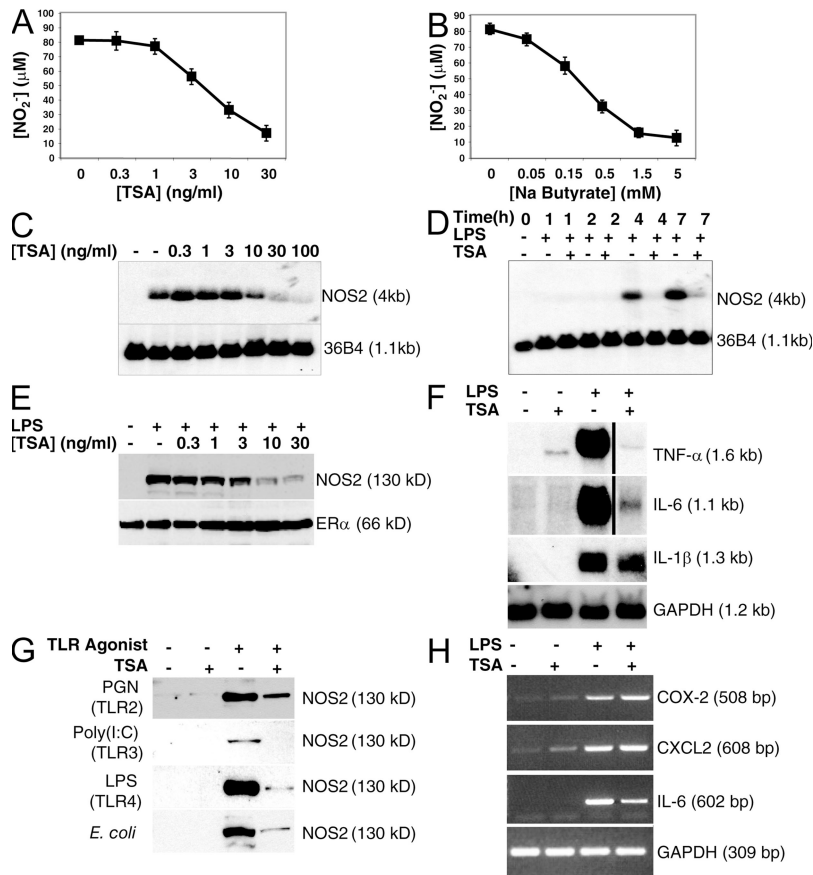 A
[NO2-] (μM)
100
90
80
70
60
50
40
30
20
10
0
0 0.3 1 3 10 30
[TSA] (ng/ml)
B
[NO2-] (μM)
90
80
70
60
50
40
30
20
10
0
0 0.05 0.15 0.5 1.5 5
[Na Butyrate] (mM)
C
[TSA] (ng/ml) - - 0.3 1 3 10 30 100
NOS2 (4kb)
36B4 (1.1kb)
D
Time(h) 0 1 1 2 2 4 4 7 7
LPS - + + + + + + + +
TSA - - + - + - + - +
NOS2 (4kb)
36B4 (1.1kb)
E
LPS - + + + + + +
[TSA] (ng/ml) - - 0.3 1 3 10 30
NOS2 (130 kD)
ERα (66 kD)
F
LPS - - + +
TSA - + - +
TNF-α (1.6 kb)
IL-6 (1.1 kb)
IL-1β (1.3 kb)
GAPDH (1.2 kb)
G
TLR Agonist - - + +
TSA - + - +
PGN
(TLR2)
NOS2 (130 kD)
Poly(I:C)
(TLR3)
NOS2 (130 kD)
LPS
(TLR4)
NOS2 (130 kD)
E. coli
NOS2 (130 kD)
H
LPS - - + +
TSA - + - +
COX-2 (508 bp)
CXCL2 (608 bp)
IL-6 (602 bp)
GAPDH (309 bp)